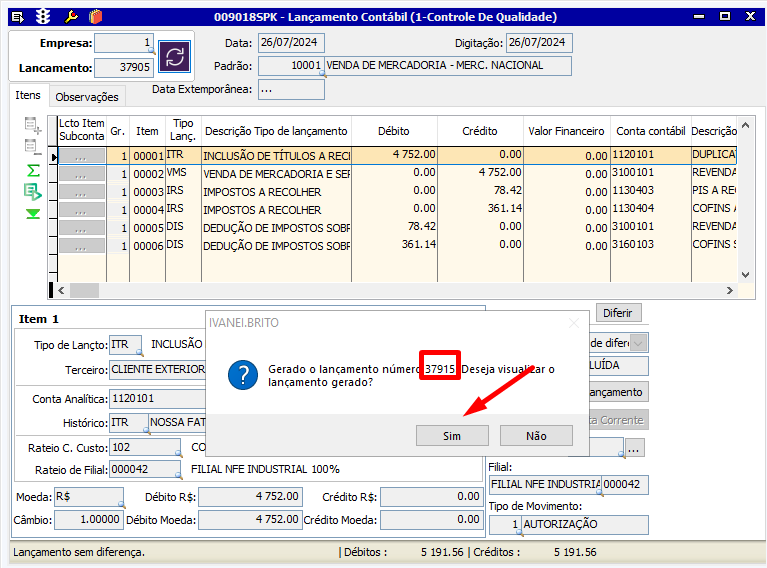 009018SPK - Lançamento Contábil (1-Controle De Qualidade)
Empresa: 1
Lançamento: 37905
Data: 26/07/2024
Digitação: 26/07/2024
Padrão: 10001 VENDA DE MERCADORIA - MERC. NACIONAL
Data Extemporânea: ...
Itens Observações
Lcto Item Subconta Gr. Item Tipo Lanç. Descrição Tipo de lançamento Débito Crédito Valor Financeiro Conta contábil Descrição
... 1 00001 ITR INCLUSÃO DE TÍTULOS A REC 4 752.00 0.00 0.00 1120101 DUPLICAT
... 1 00002 VMS VENDA DE MERCADORIA E SER 0.00 4 752.00 0.00 3100101 REVENDA
... 1 00003 IRS IMPOSTOS A RECOLHER 0.00 78.42 0.00 1130403 PIS A RE
... 1 00004 IRS IMPOSTOS A RECOLHER 0.00 361.14 0.00 1130404 COFINS A
... 1 00005 DIS DEDUÇÃO DE IMPOSTOS SOBR 78.42 0.00 0.00 3100101 REVENDA
... 1 00006 DIS DEDUÇÃO DE IMPOSTOS SOBR 361.14 0.00 0.00 3160103 COFINS S
Item 1
Tipo de Lançto: ITR INCLUSÃO
Terceiro: CLIENTE EXTERIOR
Conta Analítica: 1120101
Histórico: ITR NOSSA FAT
Rateio C. Custo: 102 CO
Rateio de Filial: 000042 FILIAL NFE INDUSTRIAL 100%
Moeda: R$ Débito R$: 4 752.00 Crédito R$: 0.00
Câmbio: 1.00000 Débito Moeda: 4 752.00 Crédito Moeda: 0.00
IVANEI.BRITO
Gerado o lançamento número 37915. Deseja visualizar o
lançamento gerado?
Sim Não
Diferir
de difere
LUÍDA
ançamento
ta Corrente
...
Filial:
FILIAL NFE INDUSTRIA 000042
Tipo de Movimento:
1 AUTORIZAÇÃO
Lançamento sem diferença. | Débitos : 5 191.56 | Créditos : 5 191.56